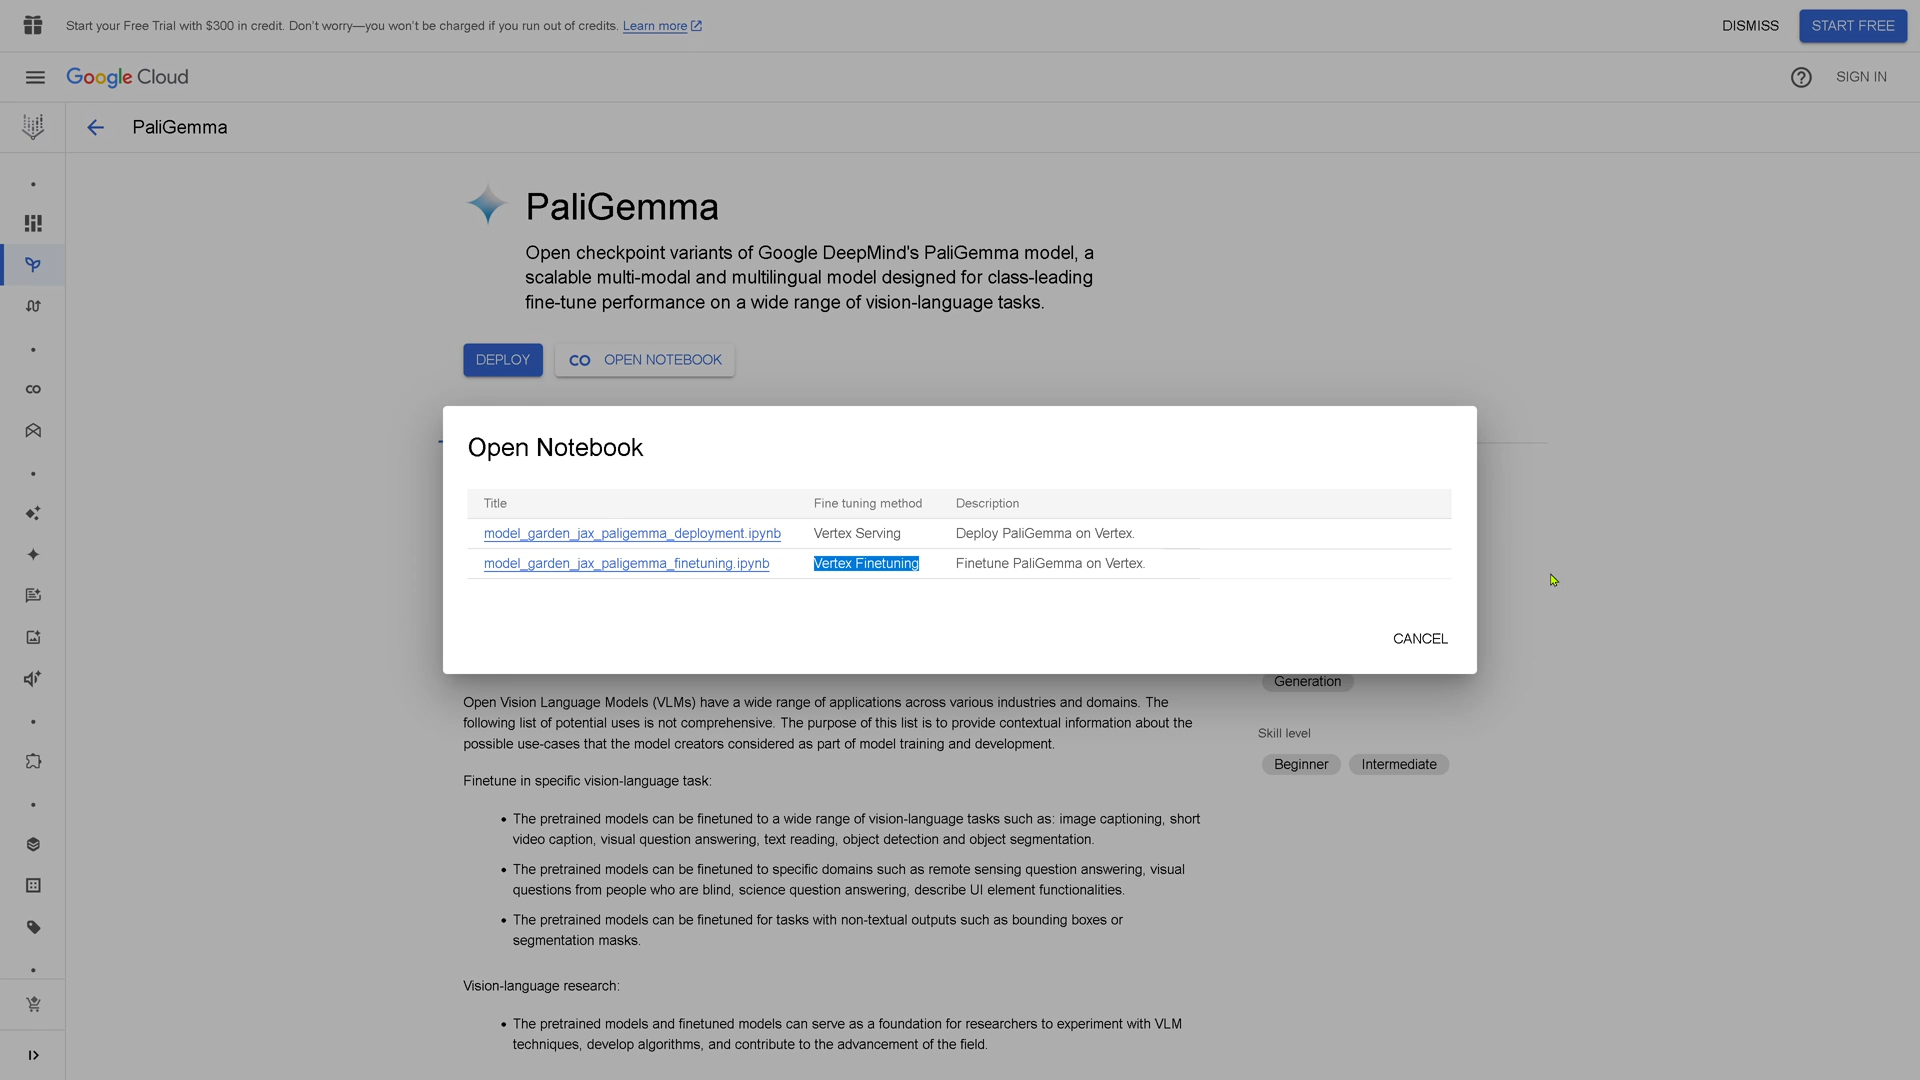 Start your Free Trial with $300 in credit. Don't worry—you won't be charged if you run out of credits. Learn more
DISMISS
START FREE
Google Cloud
SIGN IN
PaliGemma
PaliGemma
Open checkpoint variants of Google DeepMind's PaliGemma model, a
scalable multi-modal and multilingual model designed for class-leading
fine-tune performance on a wide range of vision-language tasks.
DEPLOY
OPEN NOTEBOOK
Open Notebook
Title Fine tuning method Description
model_garden_jax_paligemma_deployment.ipynb Vertex Serving Deploy PaliGemma on Vertex.
model_garden_jax_paligemma_finetuning.ipynb Vertex Finetuning Finetune PaliGemma on Vertex.
CANCEL
Generation
Open Vision Language Models (VLMs) have a wide range of applications across various industries and domains. The
following list of potential uses is not comprehensive. The purpose of this list is to provide contextual information about the
possible use-cases that the model creators considered as part of model training and development.
Skill level
Beginner Intermediate
Finetune in specific vision-language task:
• The pretrained models can be finetuned to a wide range of vision-language tasks such as: image captioning, short
video caption, visual question answering, text reading, object detection and object segmentation.
• The pretrained models can be finetuned to specific domains such as remote sensing question answering, visual
questions from people who are blind, science question answering, describe UI element functionalities.
• The pretrained models can be finetuned for tasks with non-textual outputs such as bounding boxes or
segmentation masks.
Vision-language research:
• The pretrained models and finetuned models can serve as a foundation for researchers to experiment with VLM
techniques, develop algorithms, and contribute to the advancement of the field.